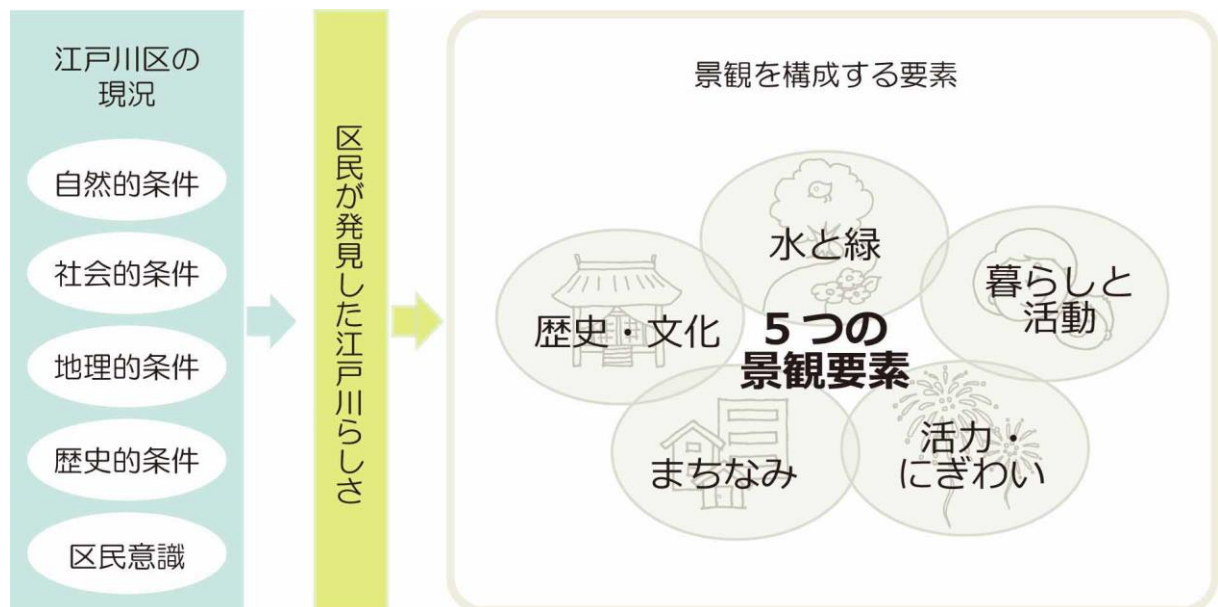 江戸川区の
現況
自然的条件
社会的条件
地理的条件
歴史的条件
区民意識
区民が発見した江戸川らしさ
景観を構成する要素
水と緑
暮らしと
活動
歴史・文化
5つの
景観要素
まちなみ
活力・
にぎわい